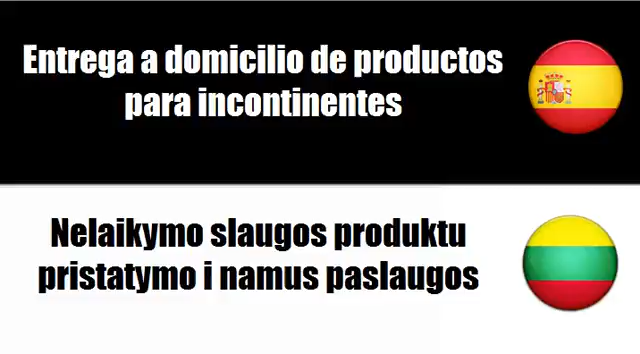 Entrega a domicilio de productos
para incontinentes
Nelaikymo slaugos produktu
pristatymo i namus paslaugos